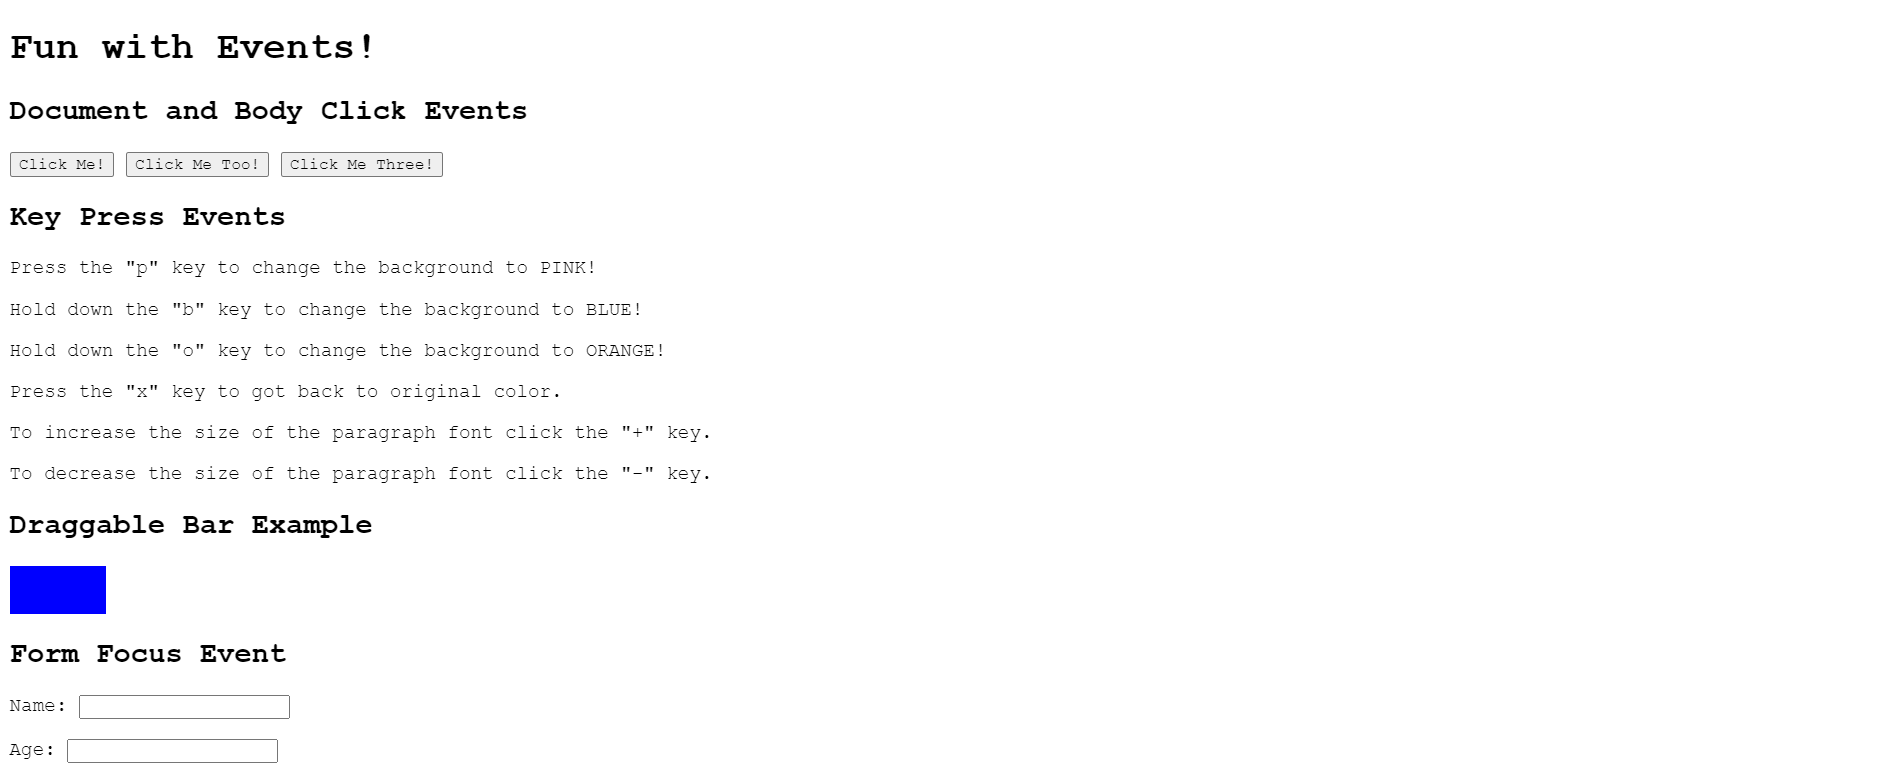 Fun with Events!
Document and Body Click Events
Click Me! Click Me Too! Click Me Three!
Key Press Events
Press the "p" key to change the background to PINK!
Hold down the "b" key to change the background to BLUE!
Hold down the "o" key to change the background to ORANGE!
Press the "x" key to got back to original color.
To increase the size of the paragraph font click the "+" key.
To decrease the size of the paragraph font click the "-" key.
Draggable Bar Example
Form Focus Event
Name:
Age: